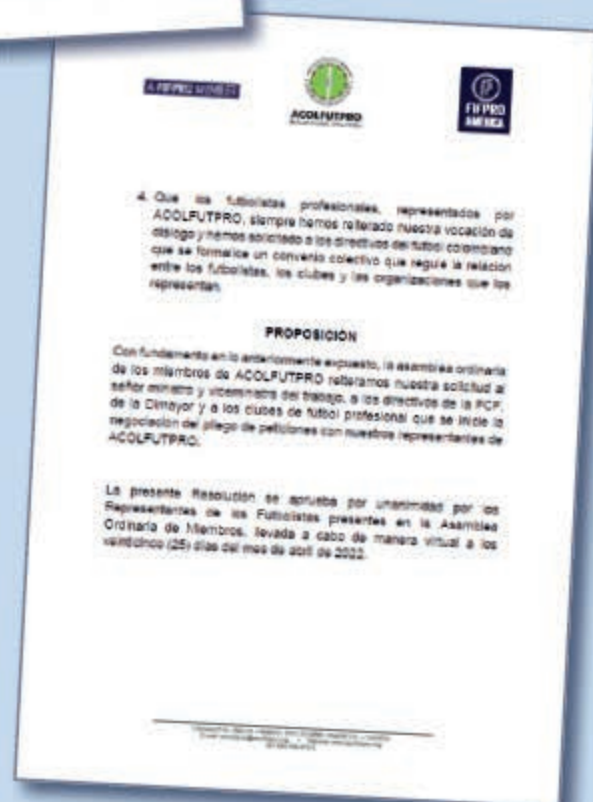 A FIFPRO MEMBER
ACOLFUTPRO
FIFPRO
AMÉRICA
4. Que los futbolistas profesionales, representados por
ACOLFUTPRO, siempre hemos reiterado nuestra vocación de
diálogo y hemos solicitado a los directivos del fútbol colombiano
que se formalice un convenio colectivo que regule la relación
entre los futbolistas, los clubes y las organizaciones que los
representan.
PROPOSICIÓN
Con fundamento en lo anteriormente expuesto, la asamblea ordinaria
de los miembros de ACOLFUTPRO reiteramos nuestra solicitud al
señor ministro y viceministra del trabajo, a los directivos de la FCF,
de la Dimayor y a los clubes de fútbol profesional que se inicie la
negociación del pliego de peticiones con nuestros representantes de
ACOLFUTPRO.
La presente Resolución se aprueba por unanimidad por los
Representantes de los Futbolistas presentes en la Asamblea
Ordinaria de Miembros, llevada a cabo de manera virtual a los
veinticinco (25) días del mes de abril de 2022.